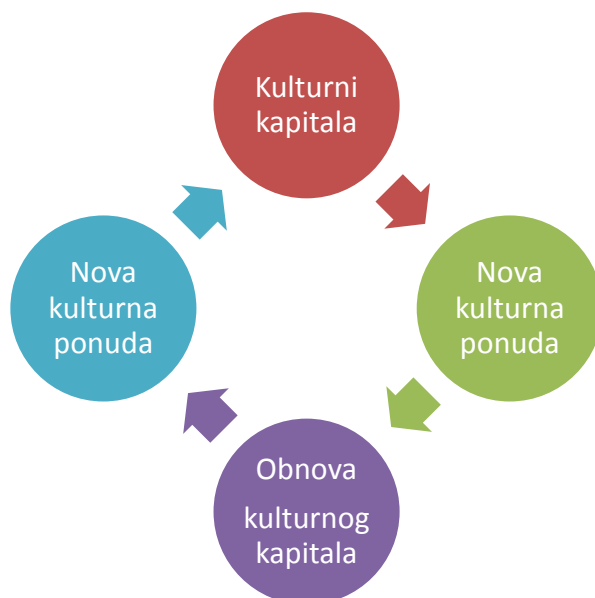 Kulturni
kapitala
Nova
kulturna
ponuda
Obnova
kulturnog
kapitala
Nova
kulturna
ponuda